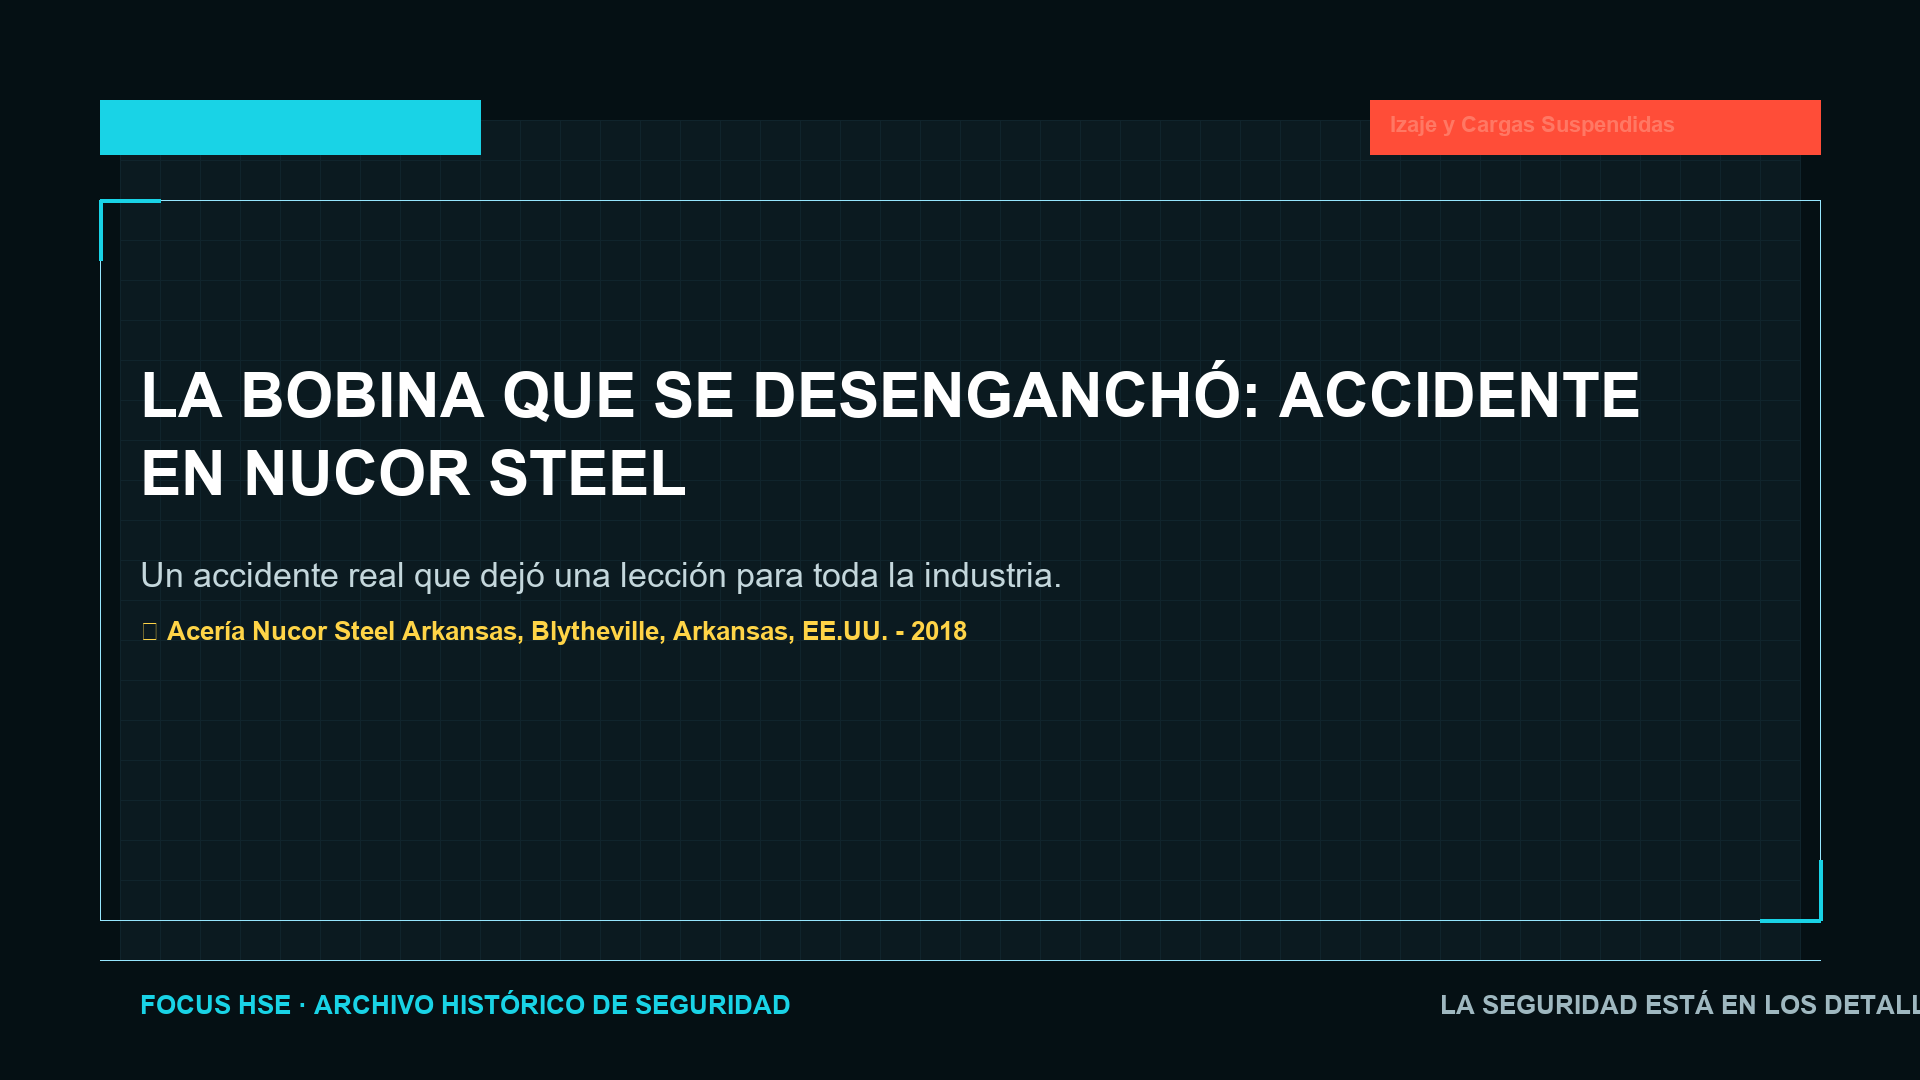 Izaje y Cargas Suspendidas
LA BOBINA QUE SE DESENGANCHÓ: ACCIDENTE
EN NUCOR STEEL
Un accidente real que dejó una lección para toda la industria.
Acería Nucor Steel Arkansas, Blytheville, Arkansas, EE.UU. - 2018
FOCUS HSE · ARCHIVO HISTÓRICO DE SEGURIDAD
LA SEGURIDAD ESTÁ EN LOS DETALL